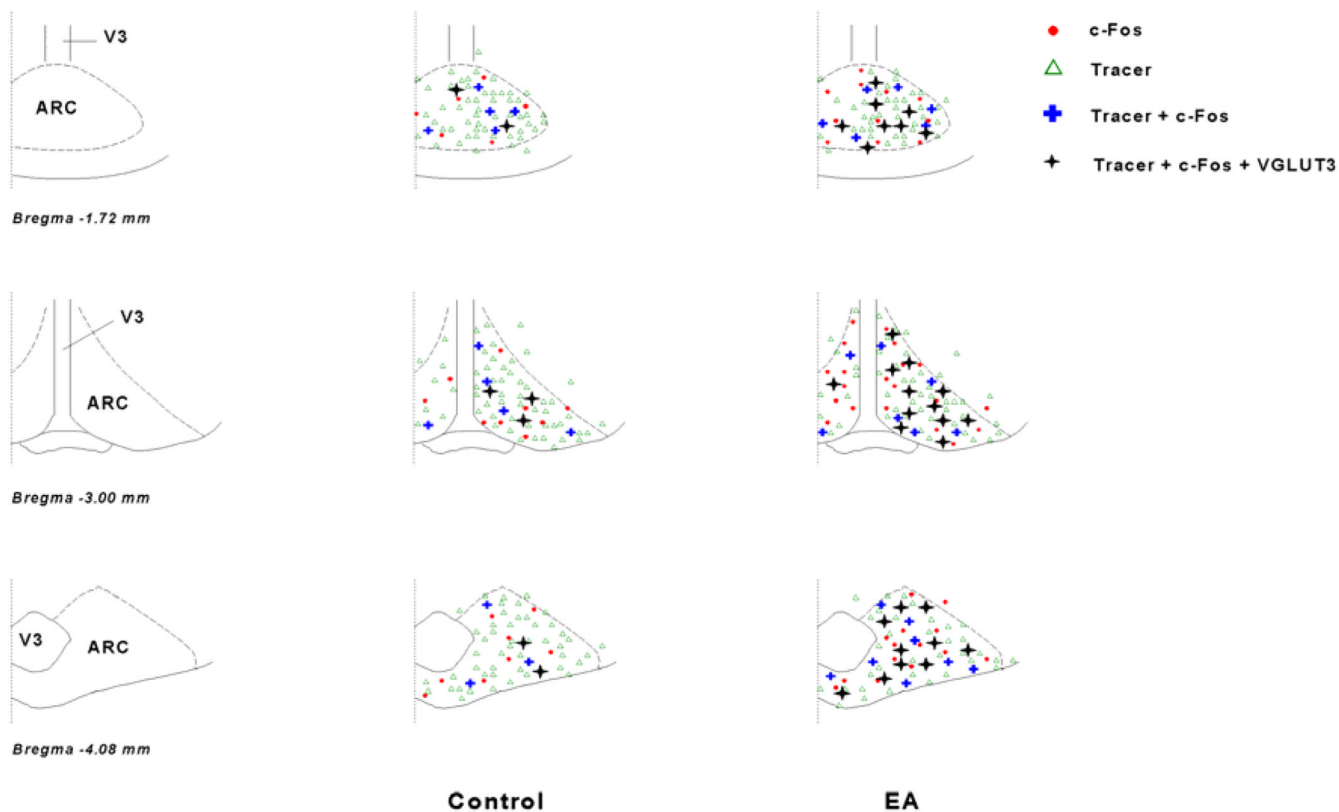 V3
ARC
Bregma -1.72 mm
c-Fos
Tracer
Tracer + c-Fos
Tracer + c-Fos + VGLUT3
V3
ARC
Bregma -3.00 mm
V3
ARC
Bregma -4.08 mm
Control
EA